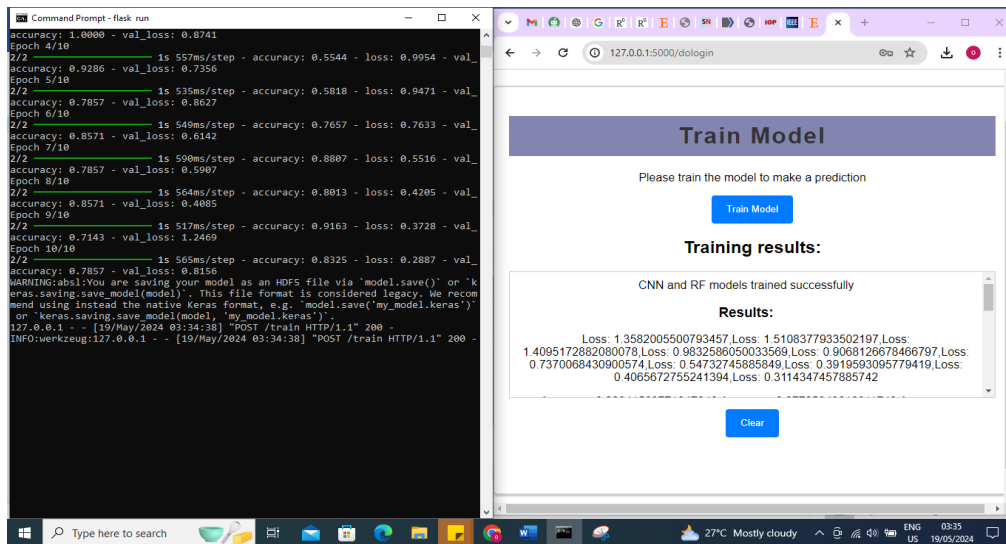 Command Prompt - flask run
accuracy: 1.0000 - val_loss: 0.8741
Epoch 4/10
2/2 1s 557ms/step - accuracy: 0.5544 - loss: 0.9954 - val_
accuracy: 0.9286 - val_loss: 0.7356
Epoch 5/10
2/2 1s 535ms/step - accuracy: 0.5818 - loss: 0.9471 - val_
accuracy: 0.7857 - val_loss: 0.8627
Epoch 6/10
2/2 1s 549ms/step - accuracy: 0.7657 - loss: 0.7633 - val_
accuracy: 0.8571 - val_loss: 0.6142
Epoch 7/10
2/2 1s 590ms/step - accuracy: 0.8807 - loss: 0.5516 - val_
accuracy: 0.7857 - val_loss: 0.5907
Epoch 8/10
2/2 1s 564ms/step - accuracy: 0.8013 - loss: 0.4205 - val_
accuracy: 0.8571 - val_loss: 0.4085
Epoch 9/10
2/2 1s 517ms/step - accuracy: 0.9163 - loss: 0.3728 - val_
accuracy: 0.7143 - val_loss: 1.2469
Epoch 10/10
2/2 1s 565ms/step - accuracy: 0.8325 - loss: 0.2887 - val_
accuracy: 0.7857 - val_loss: 0.8156
WARNING:absl:You are saving your model as an HDF5 file via `model.save()` or `k
eras.saving.save_model(model)`. This file format is considered legacy. We recom
mend using instead the native Keras format, e.g. `model.save('my_model.keras')`
or `keras.saving.save_model(model, 'my_model.keras')`.
127.0.0.1 - - [19/May/2024 03:34:38] "POST /train HTTP/1.1" 200 -
INFO:werkzeug:127.0.0.1 - - [19/May/2024 03:34:38] "POST /train HTTP/1.1" 200 -
127.0.0.1:5000/dologin
Train Model
Please train the model to make a prediction
Train Model
Training results:
CNN and RF models trained successfully
Results:
Loss: 1.3582005500793457,Loss: 1.5108377933502197,Loss:
1.4095172882080078,Loss: 0.9832586050033569,Loss: 0.9068126678466797,Loss:
0.7370068430900574,Loss: 0.54732745885849,Loss: 0.3919593095779419,Loss:
0.4065672755241394,Loss: 0.3114347457885742
Clear
Type here to search
27°C Mostly cloudy
ENG
US
03:35
19/05/2024